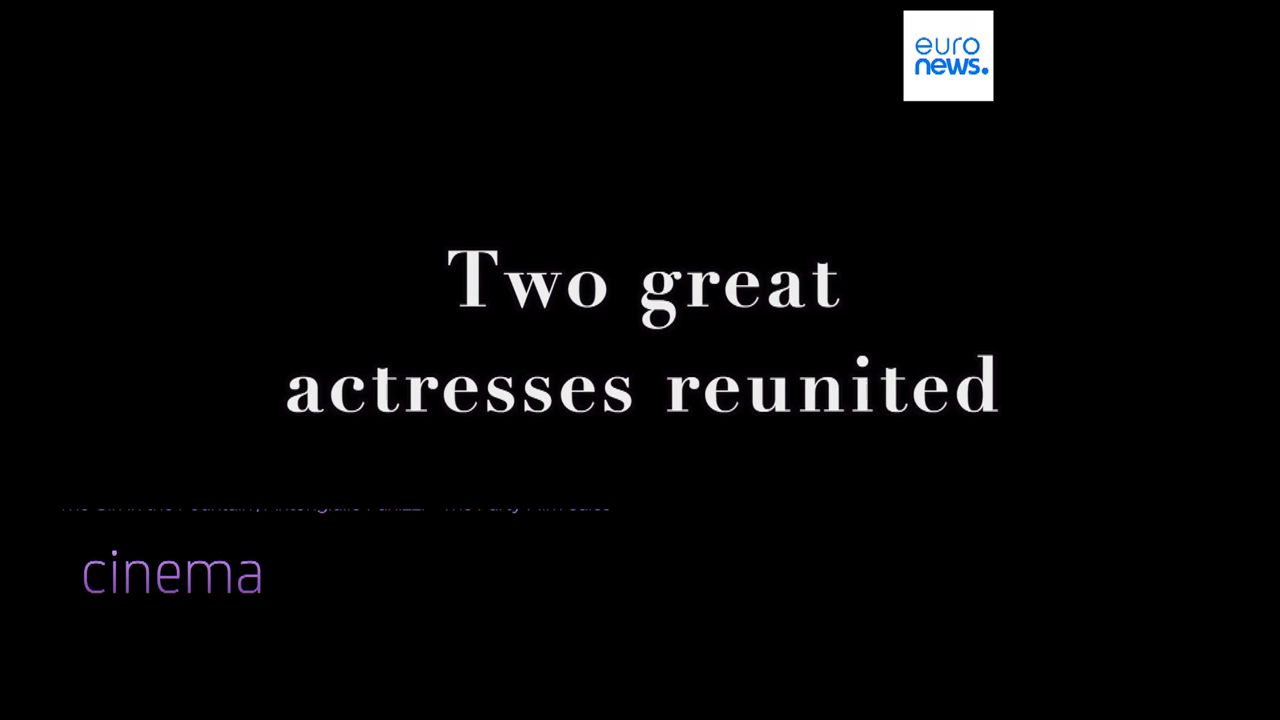 euro
news.
Two great
actresses reunited
cinema